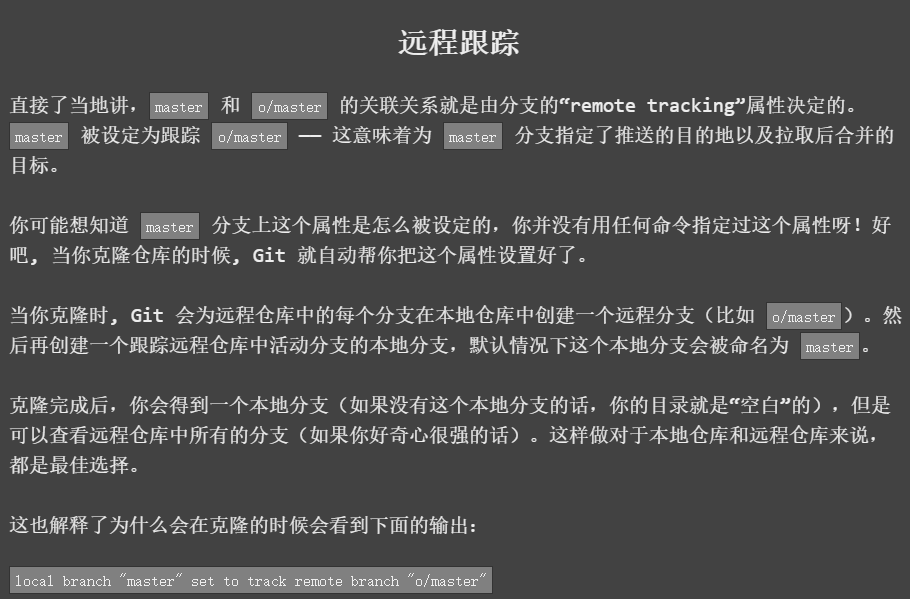 远程跟踪
直接了当地讲，master 和 o/master 的关联关系就是由分支的“remote tracking”属性决定的。
master 被设定为跟踪 o/master —— 这意味着为 master 分支指定了推送的目的地以及拉取后合并的
目标。
你可能想知道 master 分支上这个属性是怎么被设定的，你并没有用任何命令指定过这个属性呀！好
吧, 当你克隆仓库的时候, Git 就自动帮你把这个属性设置好了。
当你克隆时, Git 会为远程仓库中的每个分支在本地仓库中创建一个远程分支（比如 o/master）。然
后再创建一个跟踪远程仓库中活动分支的本地分支，默认情况下这个本地分支会被命名为 master。
克隆完成后，你会得到一个本地分支（如果没有这个本地分支的话，你的目录就是“空白”的），但是
可以查看远程仓库中所有的分支（如果你好奇心很强的话）。这样做对于本地仓库和远程仓库来说，
都是最佳选择。
这也解释了为什么会在克隆的时候会看到下面的输出：
local branch "master" set to track remote branch "o/master"